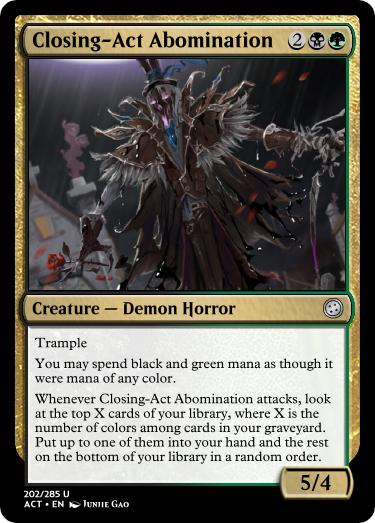 Closing-Act Abomination 2
Creature — Demon Horror
Trample
You may spend black and green mana as though it
were mana of any color.
Whenever Closing-Act Abomination attacks, look
at the top X cards of your library, where X is the
number of colors among cards in your graveyard.
Put up to one of them into your hand and the rest
on the bottom of your library in a random order.
5/4
202/285 U
ACT • EN Junjie Gao